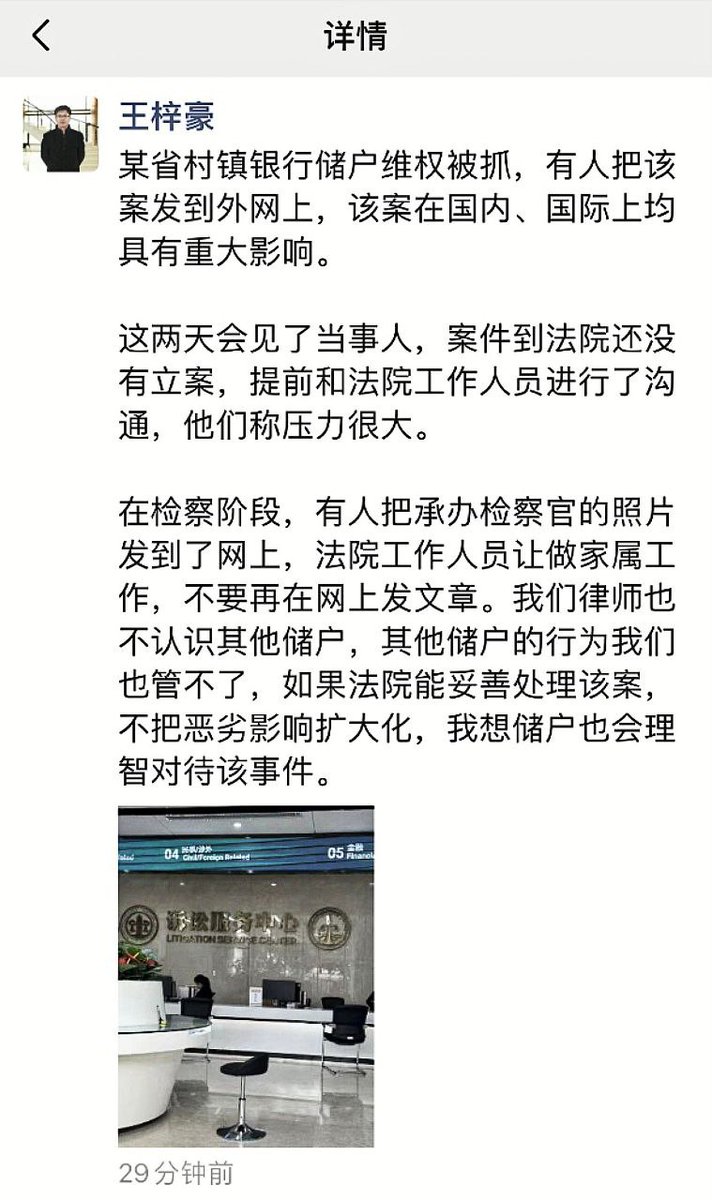 详情
王梓豪
某省村镇银行储户维权被抓，有人把该
案发到外网上，该案在国内、国际上均
具有重大影响。
这两天会见了当事人，案件到法院还没
有立案，提前和法院工作人员进行了沟
通，他们称压力很大。
在检察阶段，有人把承办检察官的照片
发到了网上，法院工作人员让做家属工
作，不要再在网上发文章。我们律师也
不认识其他储户，其他储户的行为我们
也管不了，如果法院能妥善处理该案，
不把恶劣影响扩大化，我想储户也会理
智对待该事件。
04 民事/涉外 Civil/Foreign Related
05 金融 Financial
诉讼服务中心
LITIGATION SERVICE CENTER
29分钟前